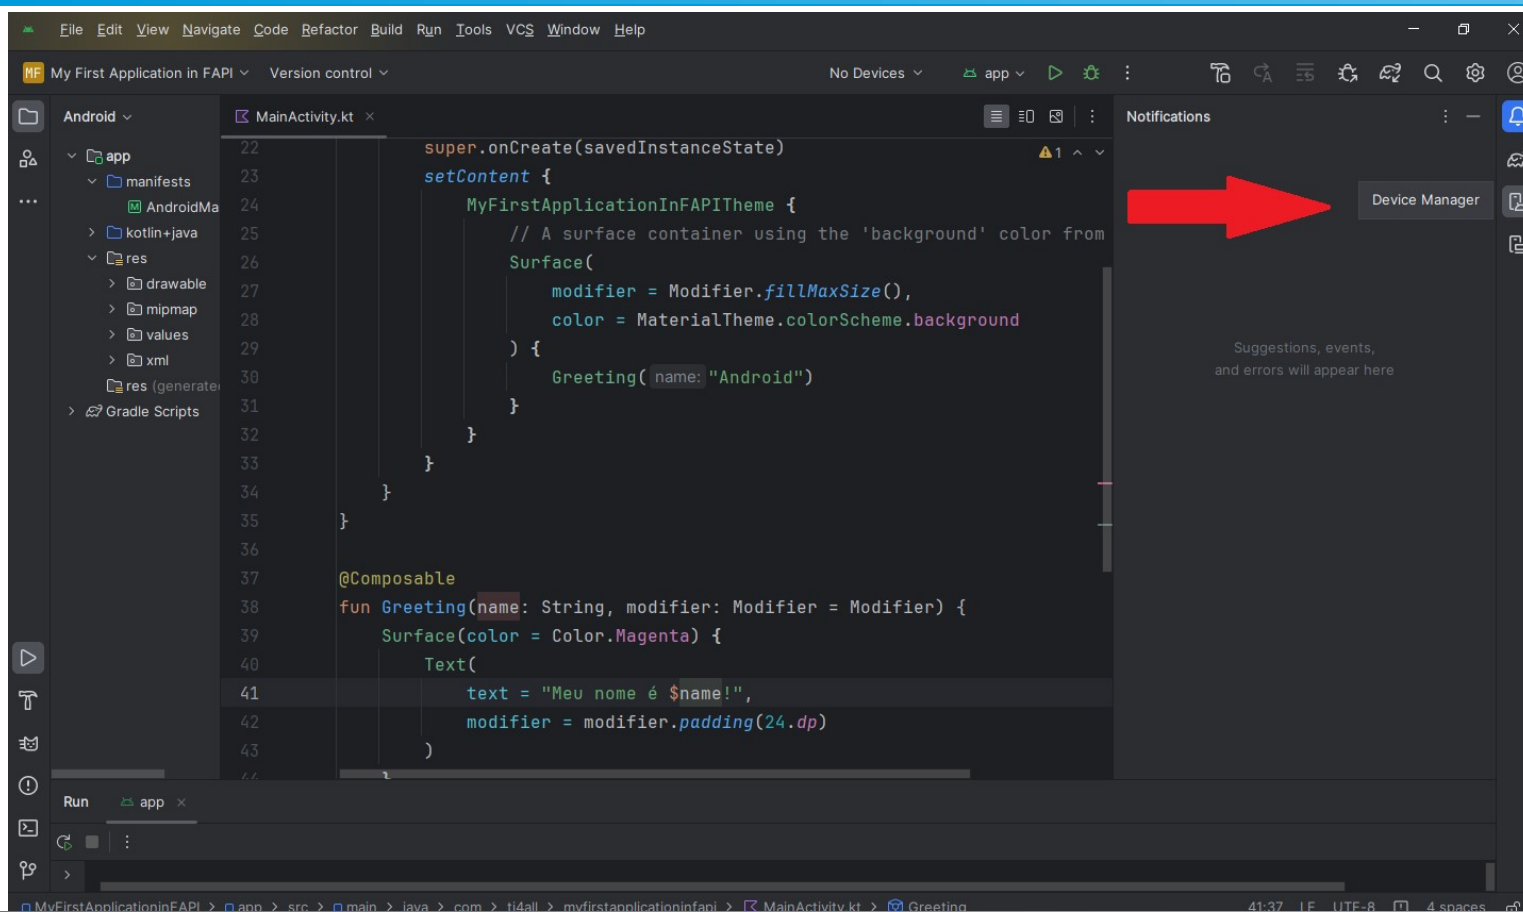 File Edit View Navigate Code Refactor Build Run Tools VCS Window Help
MF My First Application in FAPI Version control No Devices app
Android
MainActivity.kt
Notifications
app
manifests
AndroidMa
kotlin+java
res
drawable
mipmap
values
xml
res (generate
Gradle Scripts
22 super.onCreate(savedInstanceState)
1
23 setContent {
24 MyFirstApplicationInFAPITheme {
25 // A surface container using the 'background' color from
26 Surface(
27 modifier = Modifier.fillMaxSize(),
28 color = MaterialTheme.colorScheme.background
29 ) {
30 Greeting( name: "Android")
31 }
32 }
33 }
34 }
35 }
36
37 @Composable
38 fun Greeting(name: String, modifier: Modifier = Modifier) {
39 Surface(color = Color.Magenta) {
40 Text(
41 text = "Meu nome é $name!",
42 modifier = modifier.padding(24.dp)
43 )
44 }
Device Manager
Suggestions, events,
and errors will appear here
Run app
MyFirstApplicationinFAPI > app > src > main > java > com > ti4all > myfirstapplicationinfapi > MainActivity.kt > Greeting
41:37 LF UTF-8 4 spaces